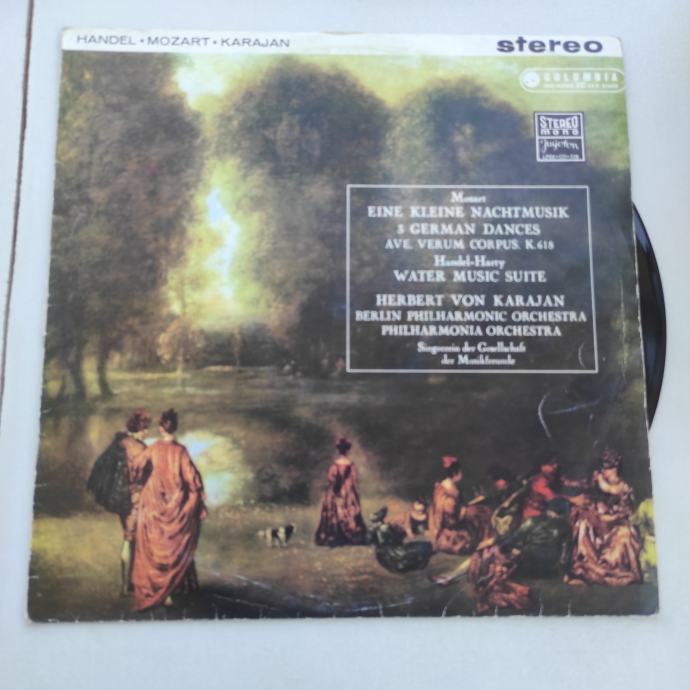 HANDEL • MOZART • KARAJAN
stereo
COLUMBIA
STEREO
mono
Jugoton
Mozart
EINE KLEINE NACHTMUSIK
3 GERMAN DANCES
AVE. VERUM CORPUS. K.618
Handel-Harty
WATER MUSIC SUITE
HERBERT VON KARAJAN
BERLIN PHILHARMONIC ORCHESTRA
PHILHARMONIA ORCHESTRA
Singverein der Gesellschaft
der Musikfreunde